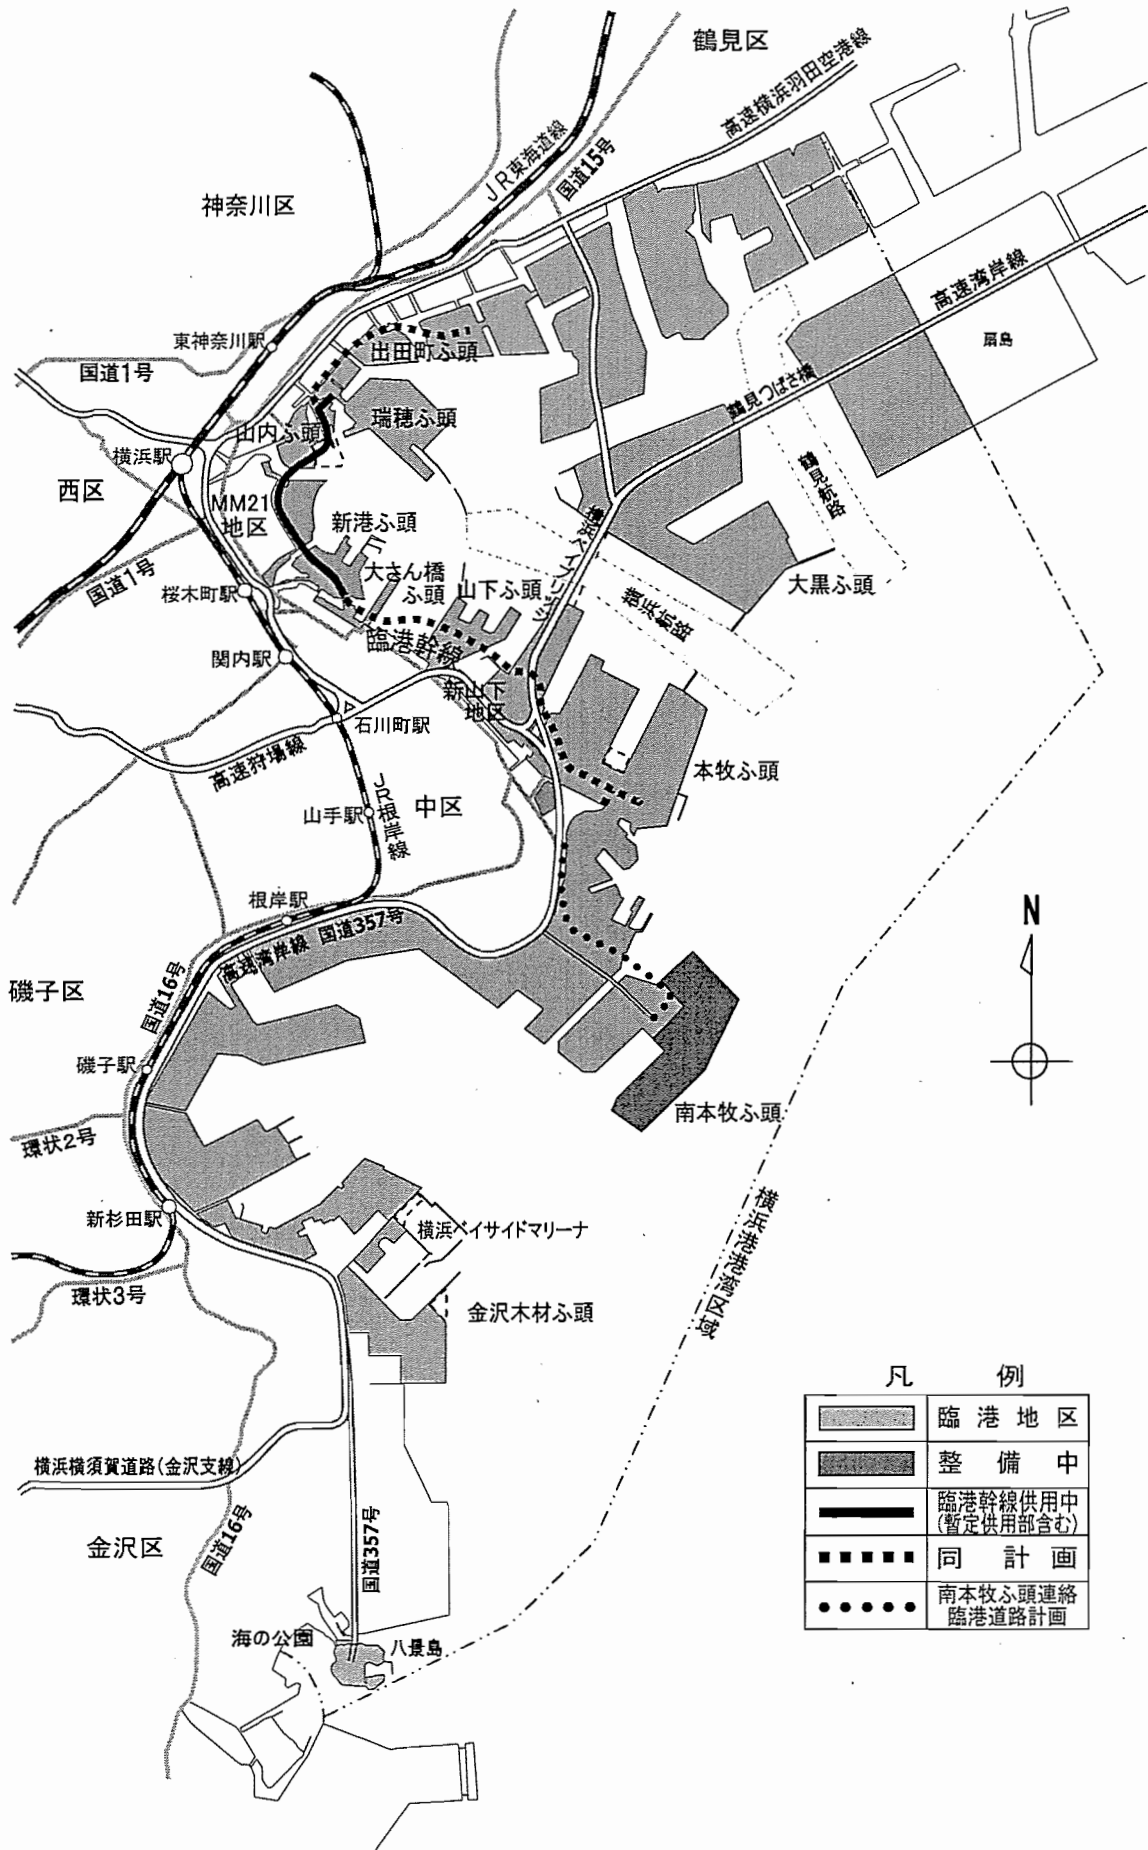 鶴見区
高速横浜羽田空港線
JR東海道線
国道15号
神奈川区
高速湾岸線
東神奈川駅
出田町ふ頭
扇島
国道1号
鶴見つばさ橋
瑞穂ふ頭
山内ふ頭
横浜駅
鶴見航路
西区
MM21
地区
新港ふ頭
国道1号
大さん橋
ふ頭
山下ふ頭
大黒ふ頭
桜木町駅
横浜航路
臨港幹線
関内駅
新山下
地区
石川町駅
高速狩場線
本牧ふ頭
JR根岸線
山手駅
中区
根岸駅
N
高速湾岸線 国道357号
磯子区
国道16号
磯子駅
南本牧ふ頭
環状2号
新杉田駅
横浜港港湾区域
横浜ベイサイドマリーナ
環状3号
金沢木材ふ頭
凡例
臨港地区
整備中
臨港幹線供用中
(暫定供用部含む)
同計画
南本牧ふ頭連絡
臨港道路計画
横浜横須賀道路(金沢支線)
金沢区
国道16号
国道357号
海の公園
八景島